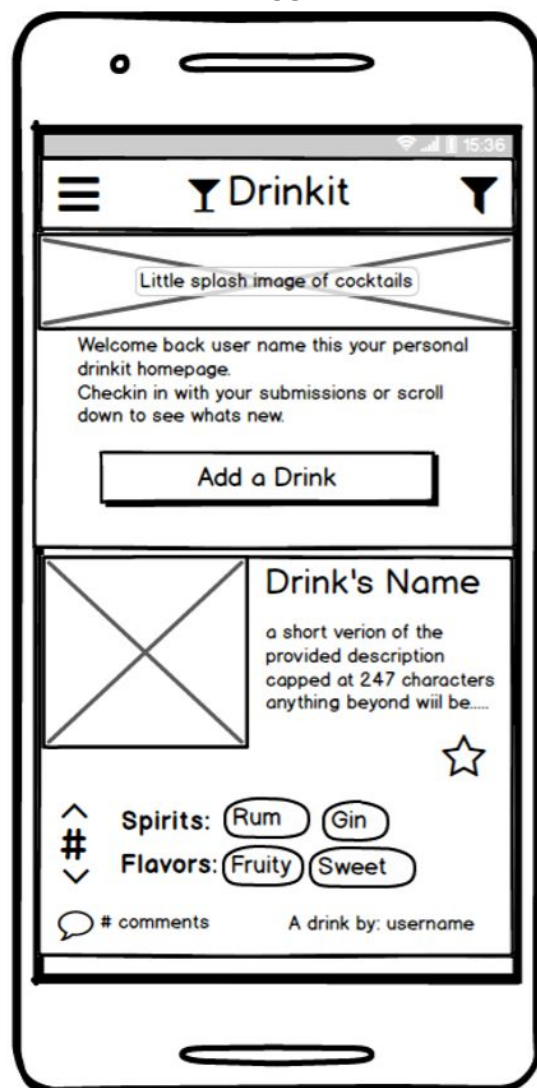 15:36
Drinkit
Little splash image of cocktails
Welcome back user name this your personal
drinkit homepage.
Checkin in with your submissions or scroll
down to see whats new.
Add a Drink
Drink's Name
a short verion of the
provided description
capped at 247 characters
anything beyond wiil be.....
Spirits: Rum Gin
#
Flavors: Fruity Sweet
# comments A drink by: username